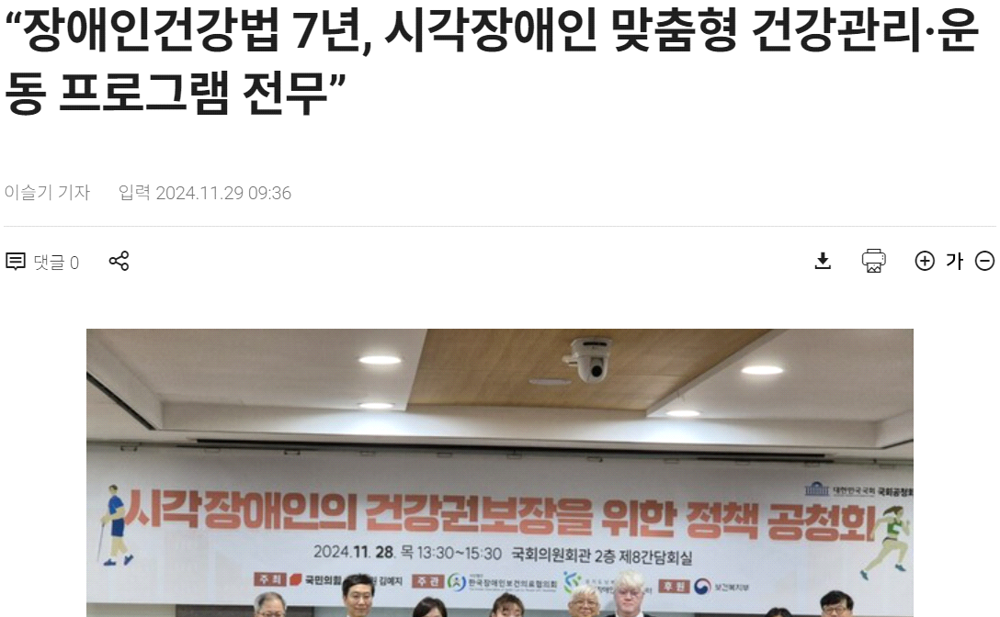 “장애인건강법 7년, 시각장애인 맞춤형 건강관리·운
동 프로그램 전무”
이슬기 기자 입력 2024.11.29 09:36
댓글 0 가
대한민국국회 국회공청회
시각장애인의 건강권보장을 위한 정책 공청회
2024.11. 28. 목 13:30~15:30 국회의원회관 2층 제8간담회실
주최 국민의힘 김예지 주관 한국장애인보건의료협의회 후원 보건복지부